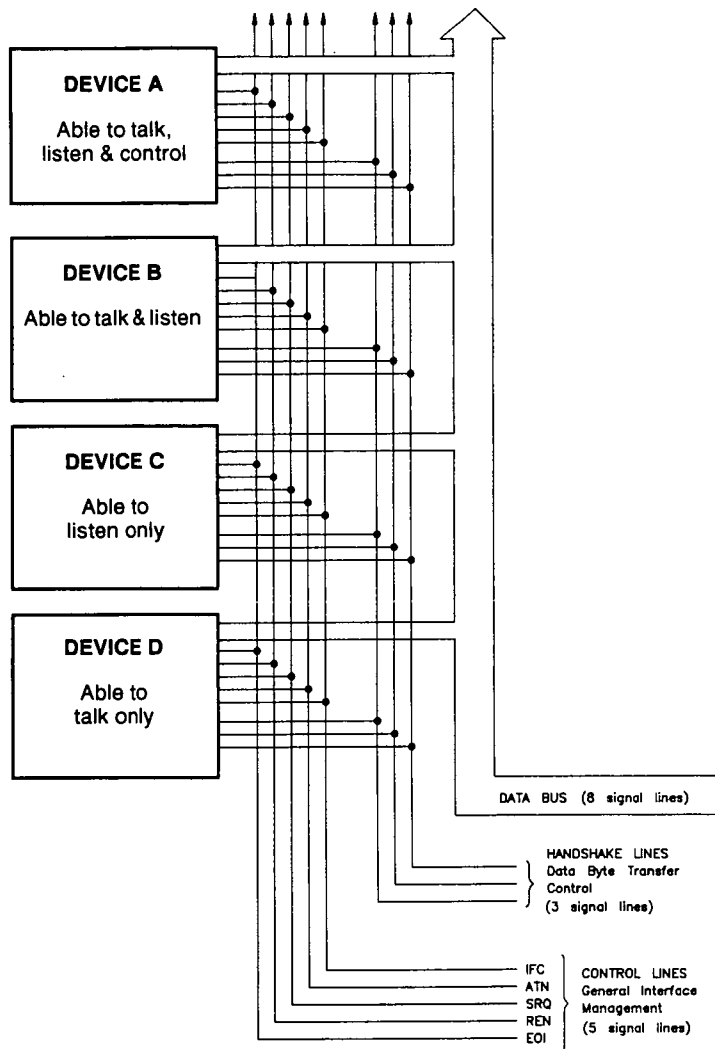 DEVICE A
Able to talk,
listen & control
DEVICE B
Able to talk & listen
DEVICE C
Able to
listen only
DEVICE D
Able to
talk only
DATA BUS (8 signal lines)
HANDSHAKE LINES
Data Byte Transfer
Control
(3 signal lines)
IFC
ATN
SRQ
REN
EOI
CONTROL LINES
General Interface
Management
(5 signal lines)